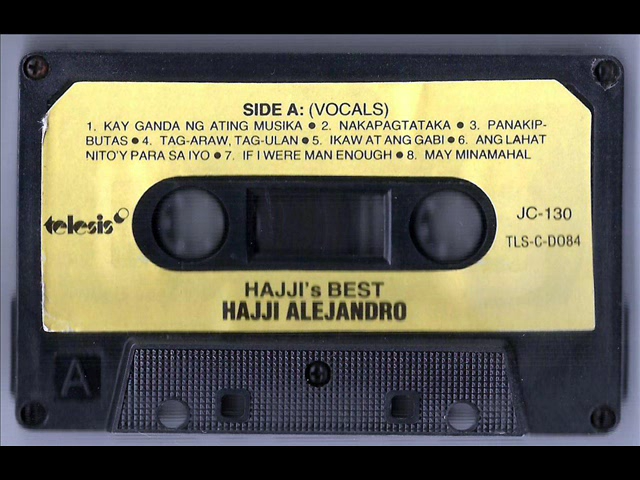 SIDE A: (VOCALS)
1. KAY GANDA NG ATING MUSIKA ● 2. NAKAPAGTATAKA ● 3. PANAKIP-
BUTAS ● 4. TAG-ARAW, TAG-ULAN ● 5. IKAW AT ANG GABI ● 6. ANG LAHAT
NITO'Y PARA SA IYO ● 7. IF I WERE MAN ENOUGH ● 8. MAY MINAMAHAL
telesis
JC-130
TLS-C-D084
HAJJI's BEST
HAJJI ALEJANDRO
A